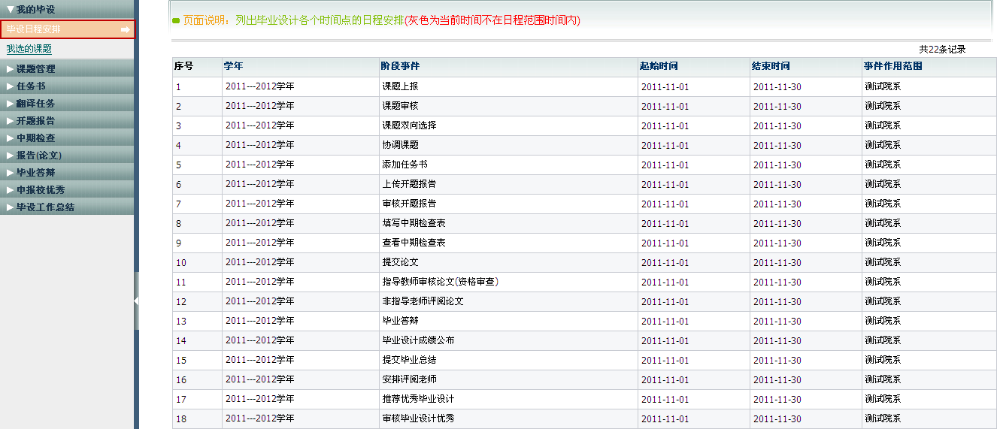 ▼我的毕设
毕设日程安排
我选的课题
▶课题管理
▶任务书
▶翻译任务
▶开题报告
▶中期检查
▶报告(论文)
▶毕业答辩
▶申报校优秀
▶毕设工作总结
页面说明：列出毕业设计各个时间点的日程安排(灰色为当前时间不在日程范围时间内)
共22条记录
序号 学年 阶段事件 起始时间 结束时间 事件作用范围
1 2011---2012学年 课题上报 2011-11-01 2011-11-30 测试院系
2 2011---2012学年 课题审核 2011-11-01 2011-11-30 测试院系
3 2011---2012学年 课题双向选择 2011-11-01 2011-11-30 测试院系
4 2011---2012学年 协调课题 2011-11-01 2011-11-30 测试院系
5 2011---2012学年 添加任务书 2011-11-01 2011-11-30 测试院系
6 2011---2012学年 上传开题报告 2011-11-01 2011-11-30 测试院系
7 2011---2012学年 审核开题报告 2011-11-01 2011-11-30 测试院系
8 2011---2012学年 填写中期检查表 2011-11-01 2011-11-30 测试院系
9 2011---2012学年 查看中期检查表 2011-11-01 2011-11-30 测试院系
10 2011---2012学年 提交论文 2011-11-01 2011-11-30 测试院系
11 2011---2012学年 指导教师审核论文(资格审查) 2011-11-01 2011-11-30 测试院系
12 2011---2012学年 非指导老师评阅论文 2011-11-01 2011-11-30 测试院系
13 2011---2012学年 毕业答辩 2011-11-01 2011-11-30 测试院系
14 2011---2012学年 毕业设计成绩公布 2011-11-01 2011-11-30 测试院系
15 2011---2012学年 提交毕业总结 2011-11-01 2011-11-30 测试院系
16 2011---2012学年 安排评阅老师 2011-11-01 2011-11-30 测试院系
17 2011---2012学年 推荐优秀毕业设计 2011-11-01 2011-11-30 测试院系
18 2011---2012学年 审核毕业设计优秀 2011-11-01 2011-11-30 测试院系